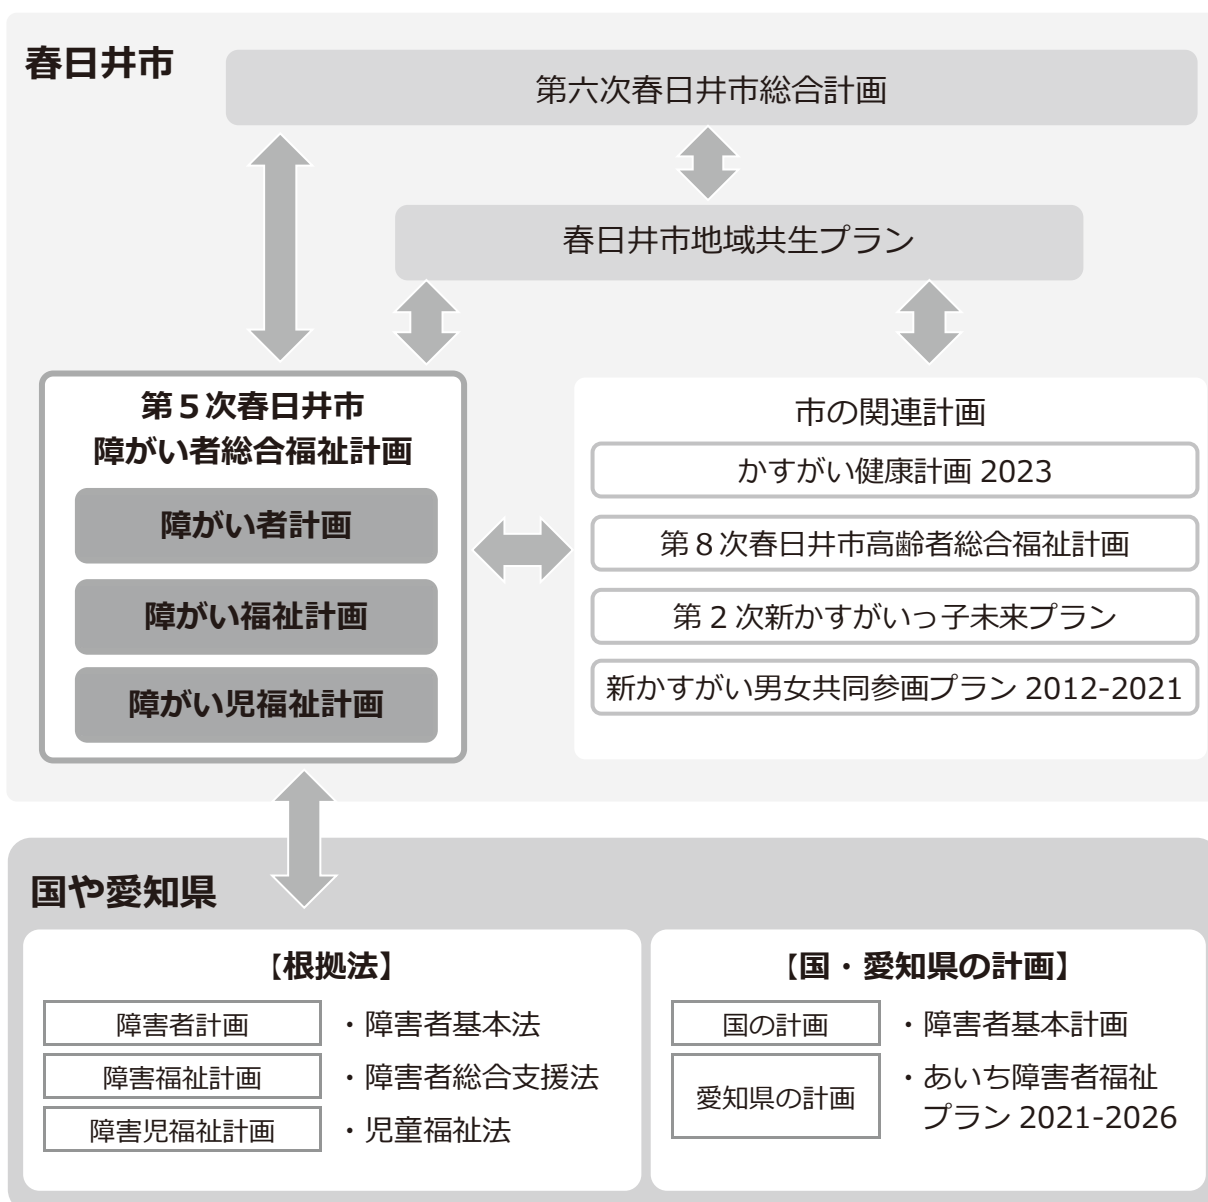 春日井市
第六次春日井市総合計画
春日井市地域共生プラン
第５次春日井市
障がい者総合福祉計画
障がい者計画
障がい福祉計画
障がい児福祉計画
市の関連計画
かすがい健康計画 2023
第８次春日井市高齢者総合福祉計画
第２次新かすがいっ子未来プラン
新かすがい男女共同参画プラン 2012-2021
国や愛知県
【根拠法】
障害者計画 ・障害者基本法
障害福祉計画 ・障害者総合支援法
障害児福祉計画 ・児童福祉法
【国・愛知県の計画】
国の計画 ・障害者基本計画
愛知県の計画 ・あいち障害者福祉
プラン 2021-2026